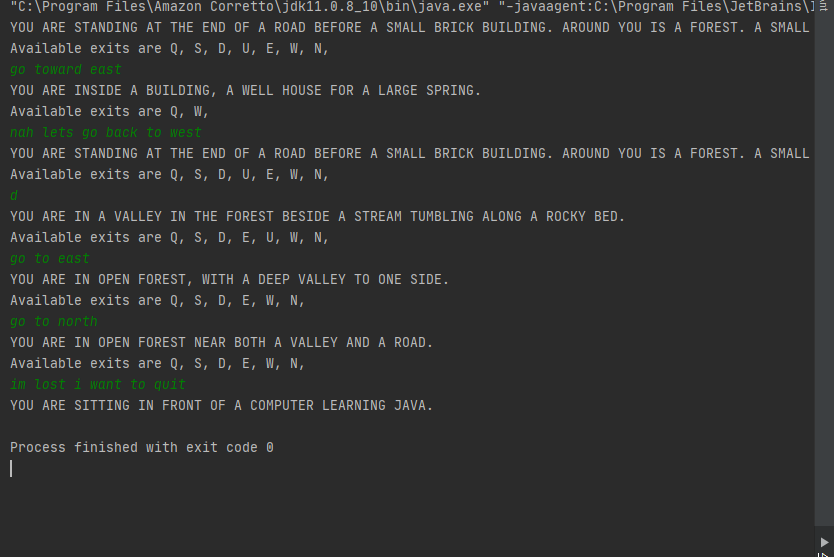 "C:\Program Files\Amazon Corretto\jdk11.0.8_10\bin\java.exe" "-javaagent:C:\Program Files\JetBrains\
YOU ARE STANDING AT THE END OF A ROAD BEFORE A SMALL BRICK BUILDING. AROUND YOU IS A FOREST. A SMALL
Available exits are Q, S, D, U, E, W, N,
go toward east
YOU ARE INSIDE A BUILDING, A WELL HOUSE FOR A LARGE SPRING.
Available exits are Q, W,
nah lets go back to west
YOU ARE STANDING AT THE END OF A ROAD BEFORE A SMALL BRICK BUILDING. AROUND YOU IS A FOREST. A SMALL
Available exits are Q, S, D, U, E, W, N,
d
YOU ARE IN A VALLEY IN THE FOREST BESIDE A STREAM TUMBLING ALONG A ROCKY BED.
Available exits are Q, S, D, E, U, W, N,
go to east
YOU ARE IN OPEN FOREST, WITH A DEEP VALLEY TO ONE SIDE.
Available exits are Q, S, D, E, W, N,
go to north
YOU ARE IN OPEN FOREST NEAR BOTH A VALLEY AND A ROAD.
Available exits are Q, S, D, E, W, N,
im lost i want to quit
YOU ARE SITTING IN FRONT OF A COMPUTER LEARNING JAVA.
Process finished with exit code 0